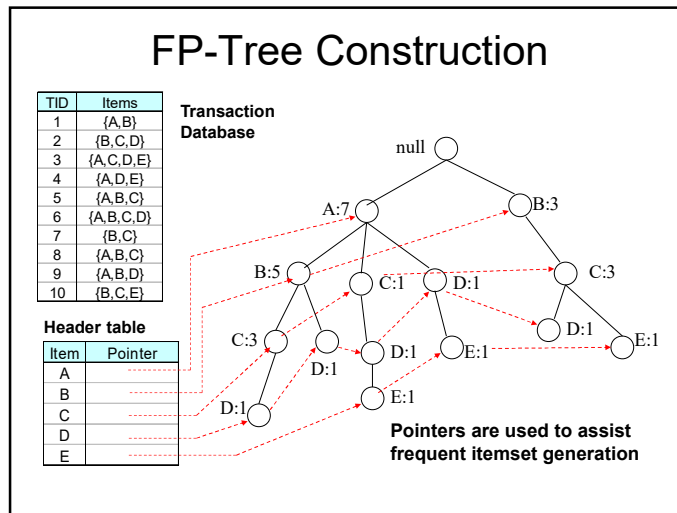 FP-Tree Construction
TID Items
1 {A,B}
2 {B,C,D}
3 {A,C,D,E}
4 {A,D,E}
5 {A,B,C}
6 {A,B,C,D}
7 {B,C}
8 {A,B,C}
9 {A,B,D}
10 {B,C,E}
Transaction
Database
null
A:7
B:3
B:5
C:1
D:1
C:3
C:3
D:1
D:1
D:1
E:1
E:1
D:1
E:1
Header table
Item Pointer
A
B
C
D
E
Pointers are used to assist
frequent itemset generation